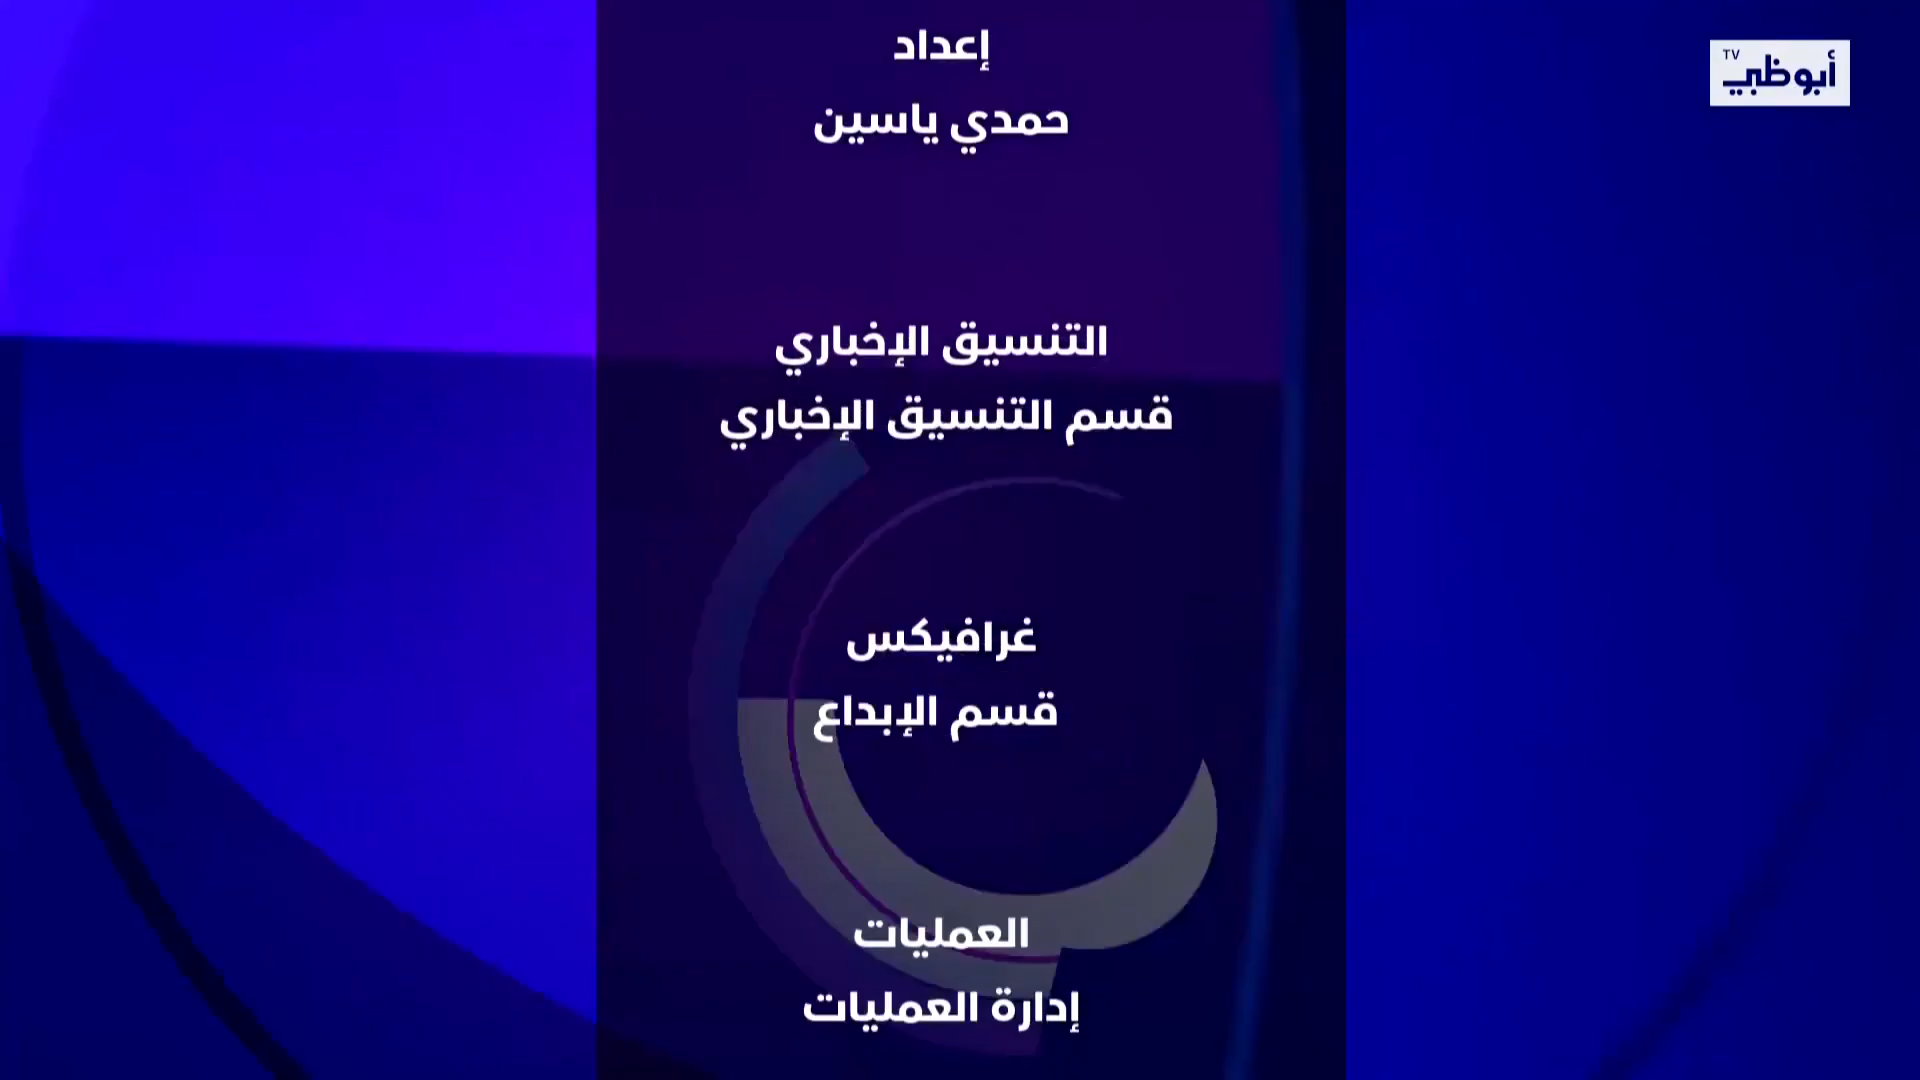 إعداد
حمدي ياسين
التنسيق الإخباري
قسم التنسيق الإخباري
غرافيكس
قسم الإبداع
العمليات
إدارة العمليات
TV
أبوظبي